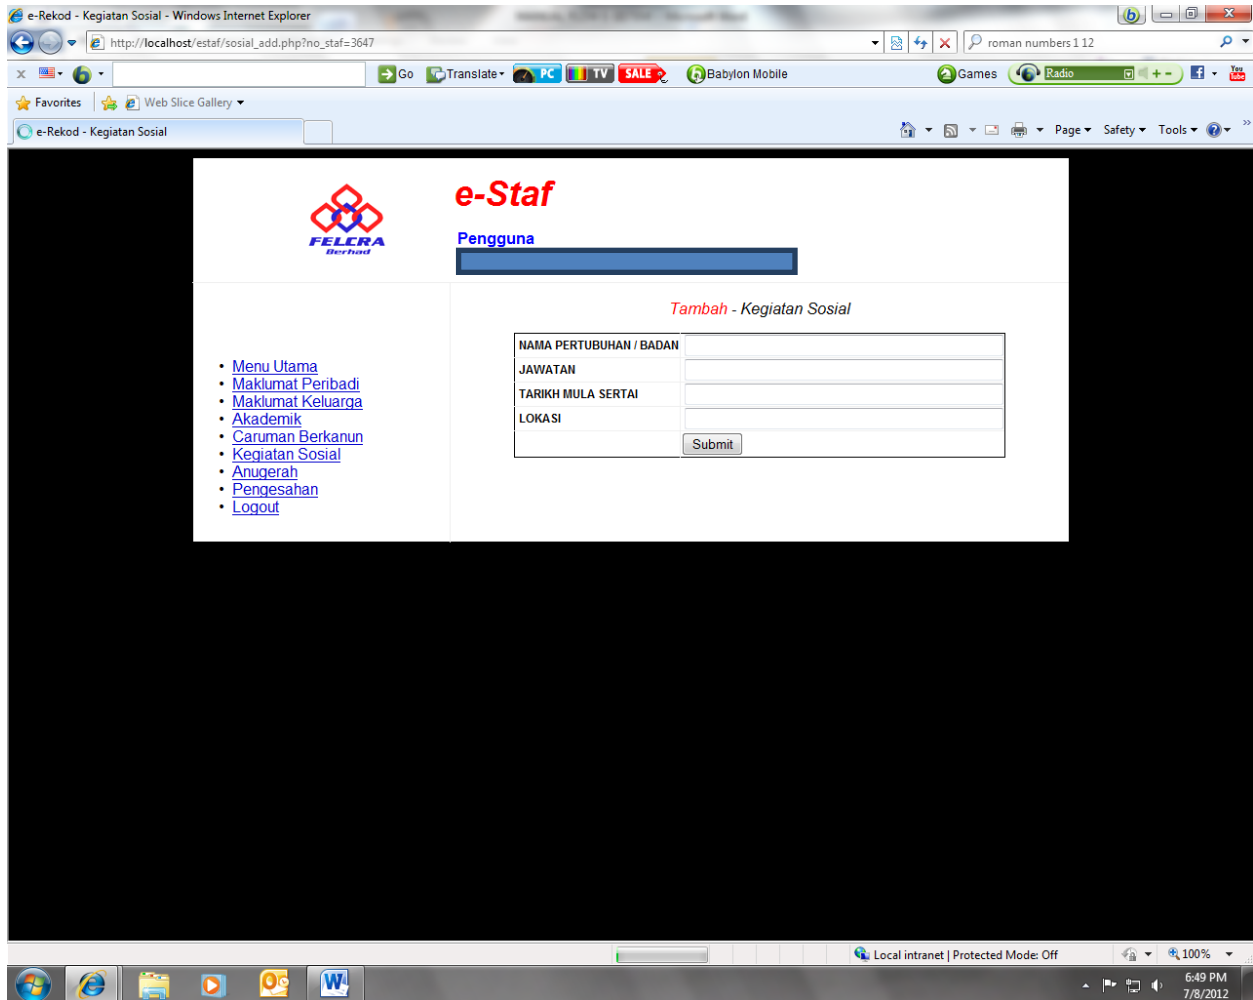 e-Rekod - Kegiatan Sosial - Windows Internet Explorer
http://localhost/estaf/sosial_add.php?no_staf=3647
roman numbers 1 12
x Go Translate PC TV SALE Babylon Mobile Games Radio You Tube
Favorites Web Slice Gallery
e-Rekod - Kegiatan Sosial Page Safety Tools
FELCRA
Berhad
e-Staf
Pengguna
Tambah - Kegiatan Sosial
NAMA PERTUBUHAN / BADAN
JAWATAN
TARIKH MULA SERTAI
LOKASI
Submit
• Menu Utama
• Maklumat Peribadi
• Maklumat Keluarga
• Akademik
• Caruman Berkanun
• Kegiatan Sosial
• Anugerah
• Pengesahan
• Logout
Local intranet | Protected Mode: Off 100%
6:49 PM
7/8/2012